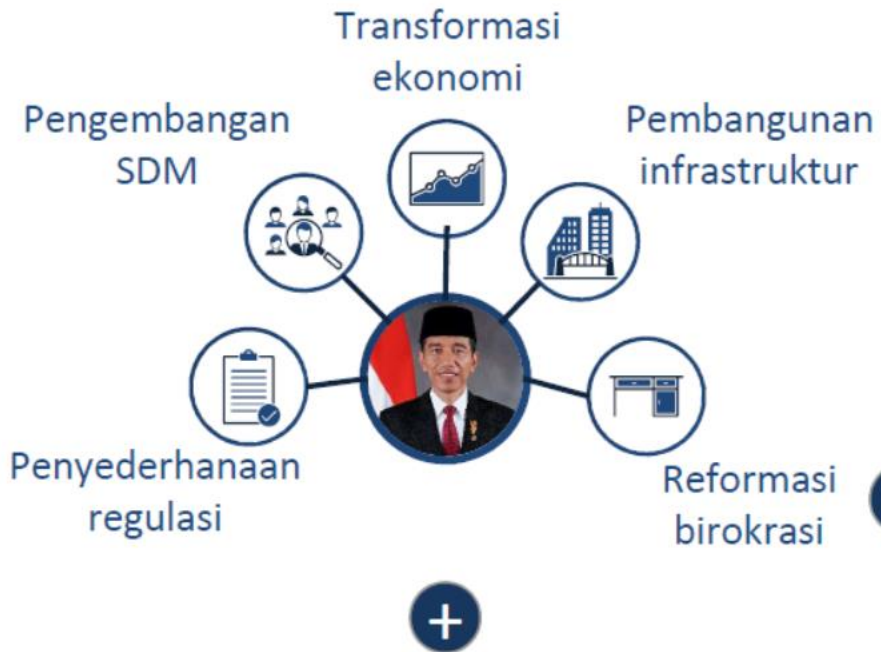 Transformasi
ekonomi
Pengembangan
SDM
Pembangunan
infrastruktur
Penyederhanaan
regulasi
Reformasi
birokrasi
+